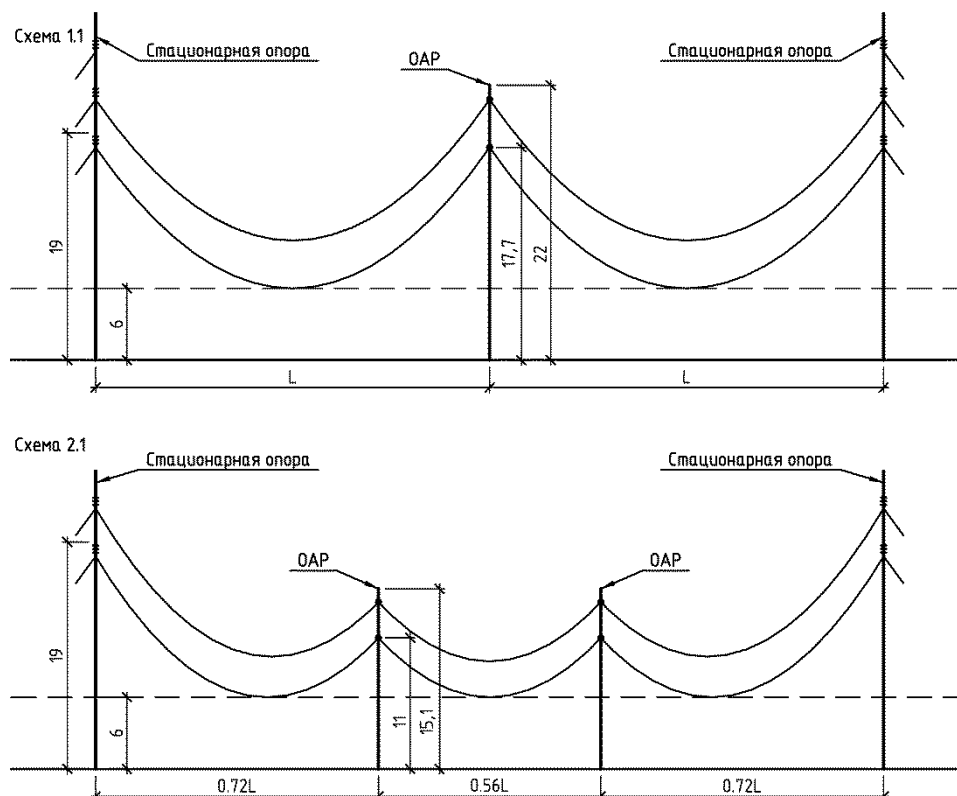 Схема 1.1
Стационарная опора
ОАР
Стационарная опора
19
6
17,7
22
L
L
Схема 2.1
Стационарная опора
Стационарная опора
ОАР
ОАР
19
6
11
15,1
0.72L
0.56L
0.72L